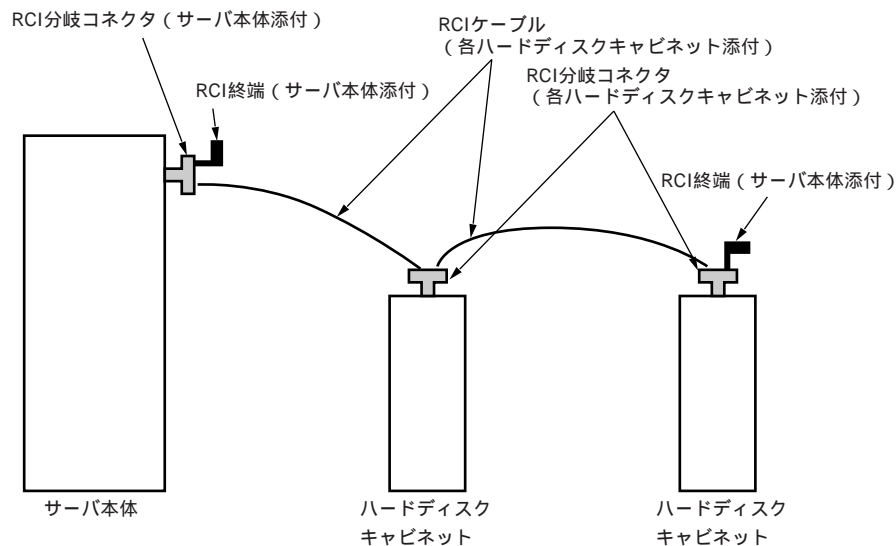 RCI分岐コネクタ（サーバ本体添付）
RCIケーブル
（各ハードディスクキャビネット添付）
RCI終端（サーバ本体添付）
RCI分岐コネクタ
（各ハードディスクキャビネット添付）
RCI終端（サーバ本体添付）
サーバ本体
ハードディスク
キャビネット
ハードディスク
キャビネット